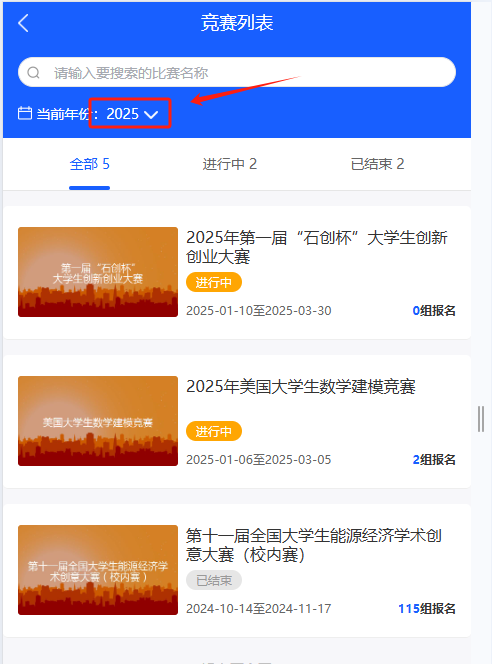 竞赛列表
请输入要搜索的比赛名称
当前年份：2025
全部 5 进行中 2 已结束 2
第一届“石创杯”
大学生创新创业大赛
2025年第一届“石创杯”大学生创新
创业大赛
进行中
2025-01-10至2025-03-30 0组报名
美国大学生数学建模竞赛
2025年美国大学生数学建模竞赛
进行中
2025-01-06至2025-03-05 2组报名
第十一届全国大学生能源经济学学
术创意大赛（校内赛）
第十一届全国大学生能源经济学术创
意大赛（校内赛）
已结束
2024-10-14至2024-11-17 115组报名